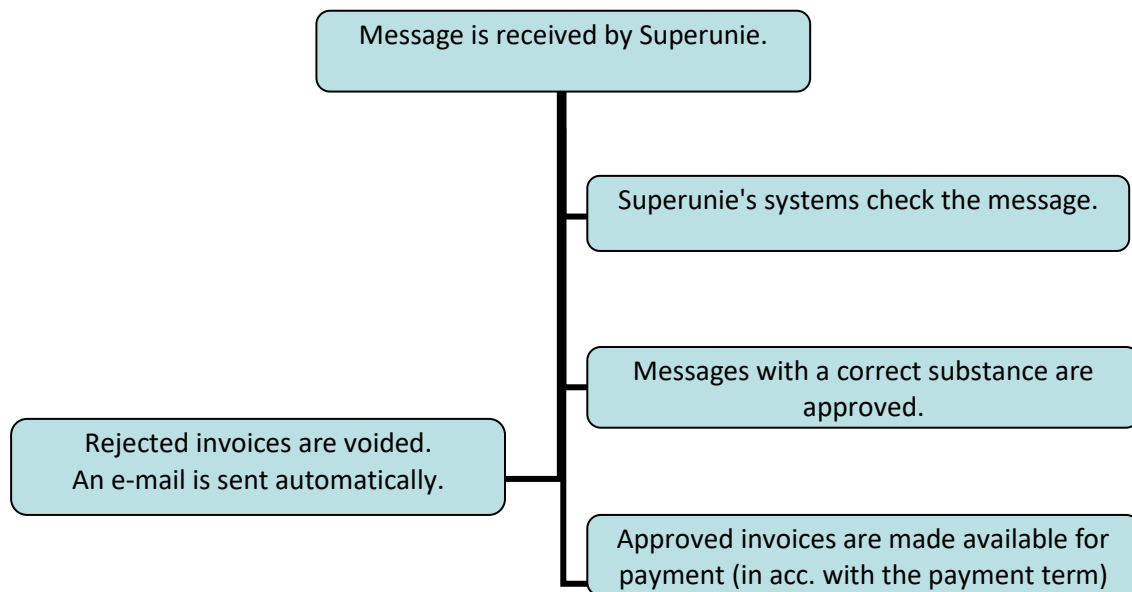 Message is received by Superunie.
Superunie's systems check the message.
Messages with a correct substance are
approved.
Rejected invoices are voided.
An e-mail is sent automatically.
Approved invoices are made available for
payment (in acc. with the payment term)